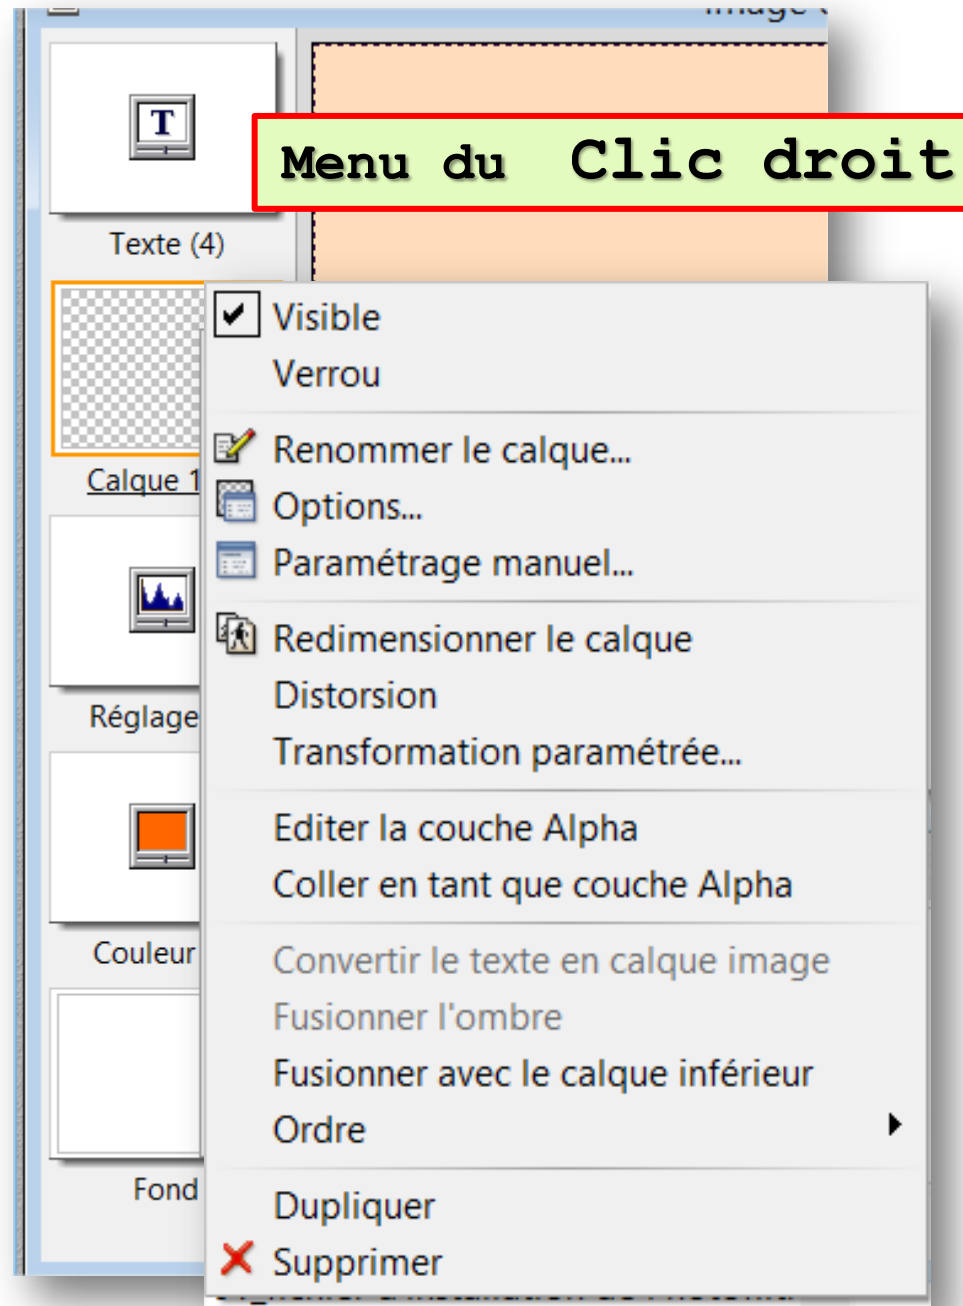 Image
T
Menu du Clic droit
Texte (4)
Visible
Verrou
Calque 1
Renommer le calque...
Options...
Paramétrage manuel...
Redimensionner le calque
Distorsion
Transformation paramétrée...
Réglage
Editer la couche Alpha
Coller en tant que couche Alpha
Couleur
Convertir le texte en calque image
Fusionner l'ombre
Fusionner avec le calque inférieur
Ordre
Fond
Dupliquer
Supprimer